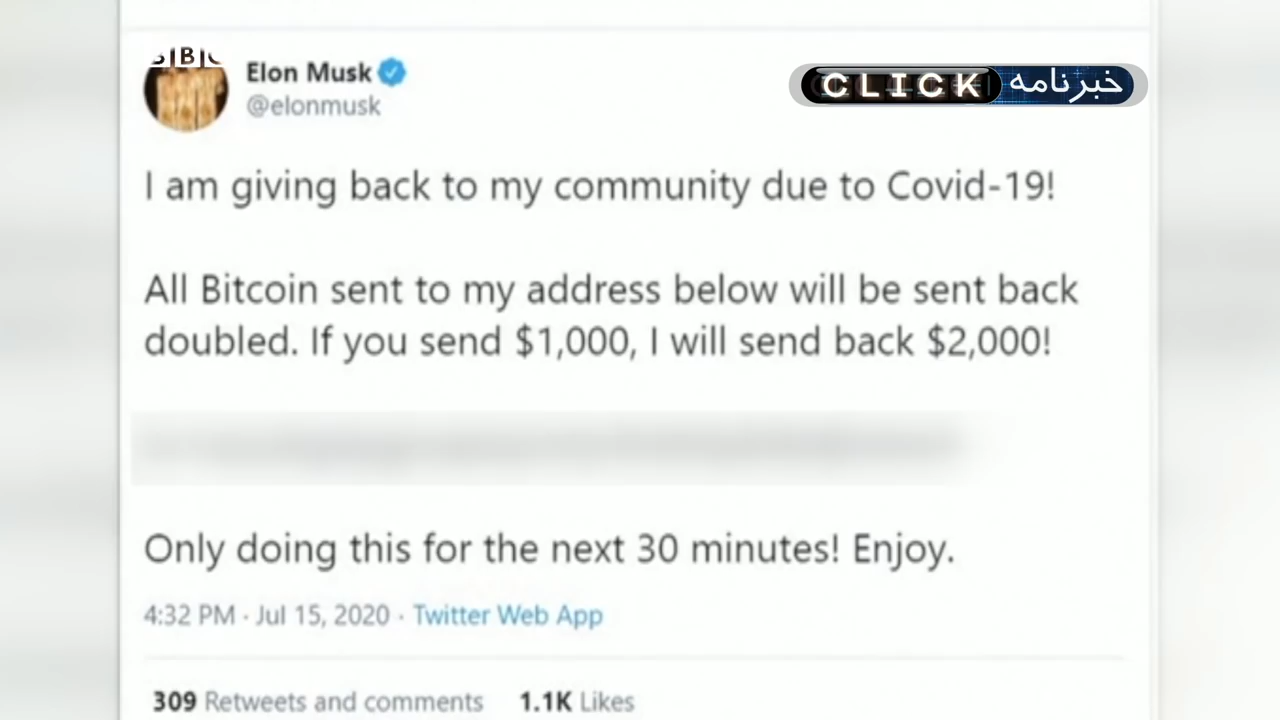 BBC
Elon Musk
@elonmusk
CLICK خبرنامه
I am giving back to my community due to Covid-19!
All Bitcoin sent to my address below will be sent back
doubled. If you send $1,000, I will send back $2,000!
Only doing this for the next 30 minutes! Enjoy.
4:32 PM · Jul 15, 2020 · Twitter Web App
309 Retweets and comments 1.1K Likes